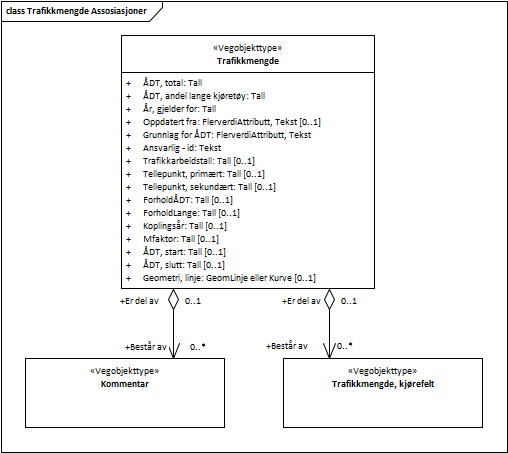 class Trafikkmengde Assosiasjoner
«Vegobjekttype»
Trafikkmengde
+ ÅDT, total: Tall
+ ÅDT, andel lange kjøretøy: Tall
+ År, gjelder for: Tall
+ Oppdatert fra: FlerverdiAttributt, Tekst [0..1]
+ Grunnlag for ÅDT: FlerverdiAttributt, Tekst
+ Ansvarlig - id: Tekst
+ Trafikkarbeidstall: Tall [0..1]
+ Tellepunkt, primært: Tall [0..1]
+ Tellepunkt, sekundært: Tall [0..1]
+ ForholdÅDT: Tall [0..1]
+ ForholdLange: Tall [0..1]
+ Koplingsår: Tall [0..1]
+ Mfaktor: Tall [0..1]
+ ÅDT, start: Tall [0..1]
+ ÅDT, slutt: Tall [0..1]
+ Geometri, linje: GeomLinje eller Kurve [0..1]
+Er del av 0..1 +Er del av 0..1
+Består av 0..* +Består av 0..*
«Vegobjekttype» «Vegobjekttype»
Kommentar Trafikkmengde, kjørefelt